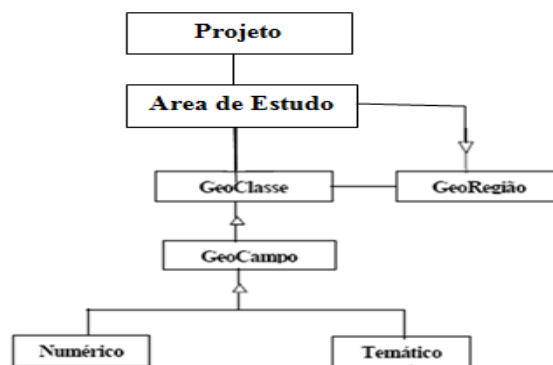 Projeto
Area de Estudo
GeoClasse
GeoRegião
GeoCampo
Numérico
Temático